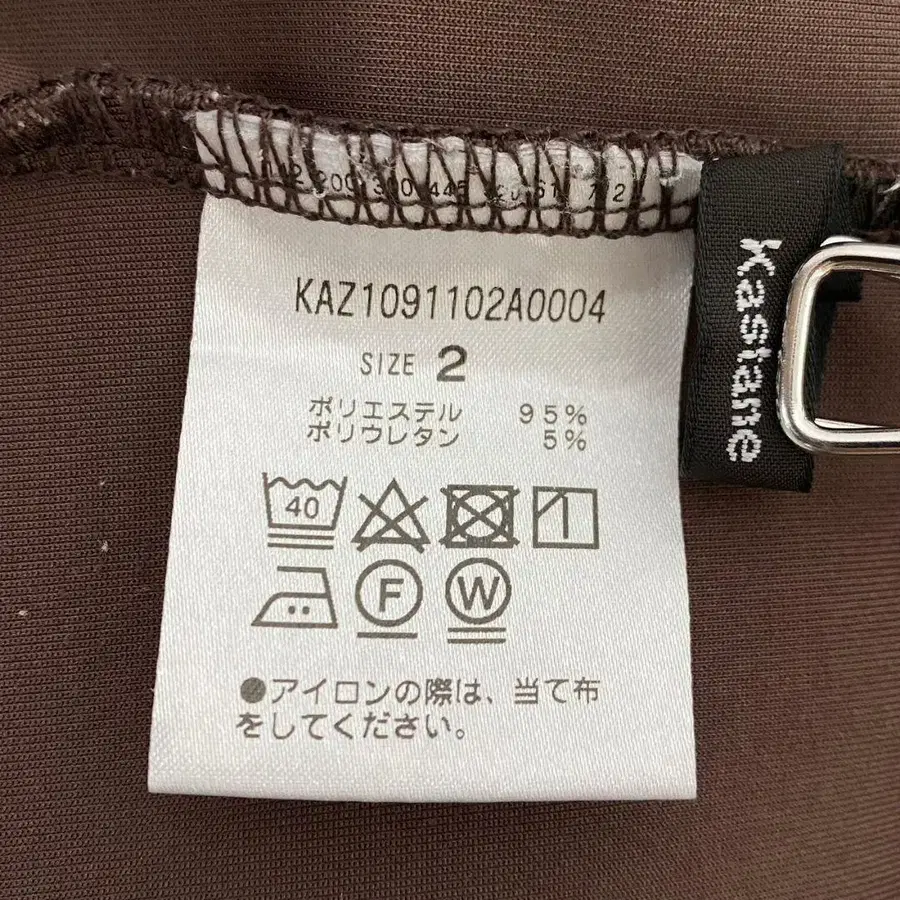 KAZ1091102A0004
SIZE 2
ポリエステル 95%
ポリウレタン 5%
40
F W
●アイロンの際は、当て布
をしてください。
Kastane